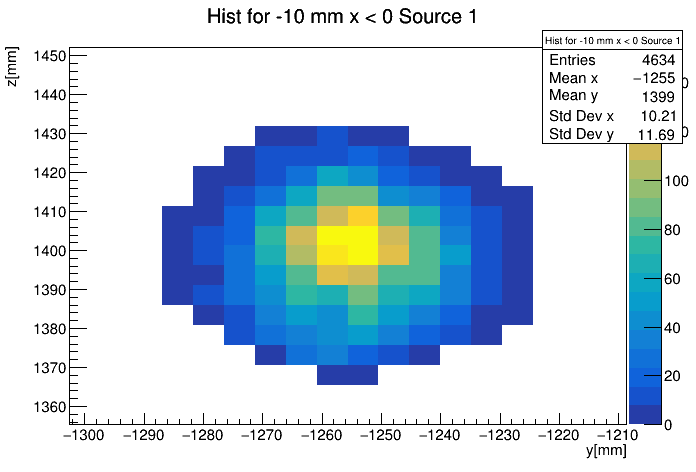 Hist for -10 mm x < 0 Source 1
z[mm]
1450
1440
1430
1420
1410
1400
1390
1380
1370
1360
Hist for -10 mm x < 0 Source 1
Entries 4634
Mean x −1255
Mean y 1399
Std Dev x 10.21
Std Dev y 11.69
100
80
60
40
20
0
−1300 −1290 −1280 −1270 −1260 −1250 −1240 −1230 −1220 −1210
y[mm]